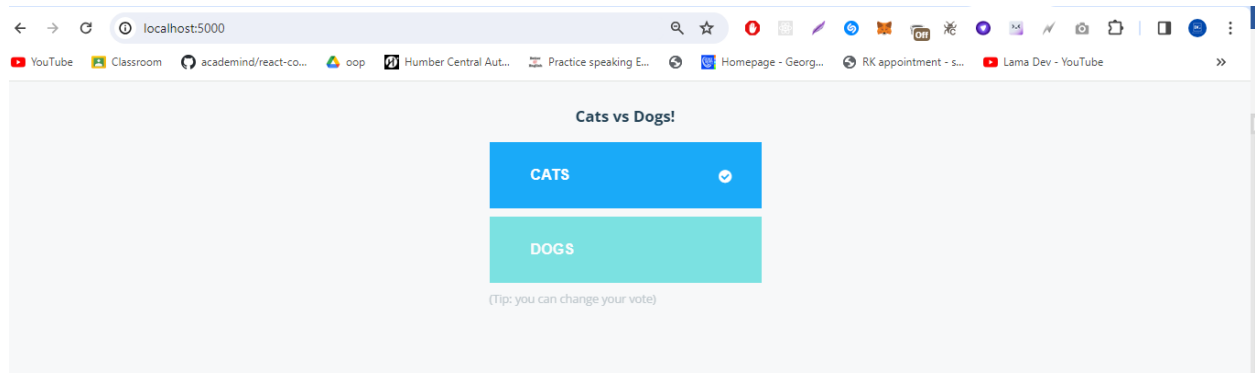 localhost:5000
Off
YouTube Classroom academind/react-co... oop Humber Central Aut... Practice speaking E... Homepage - Georg... RK appointment - s... Lama Dev - YouTube »
Cats vs Dogs!
CATS
DOGS
(Tip: you can change your vote)